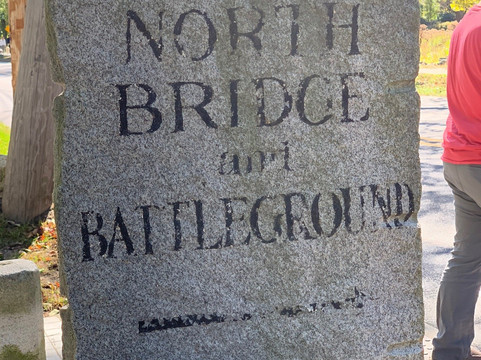 NORTH
BRIDGE
and
BATTLEGROUND